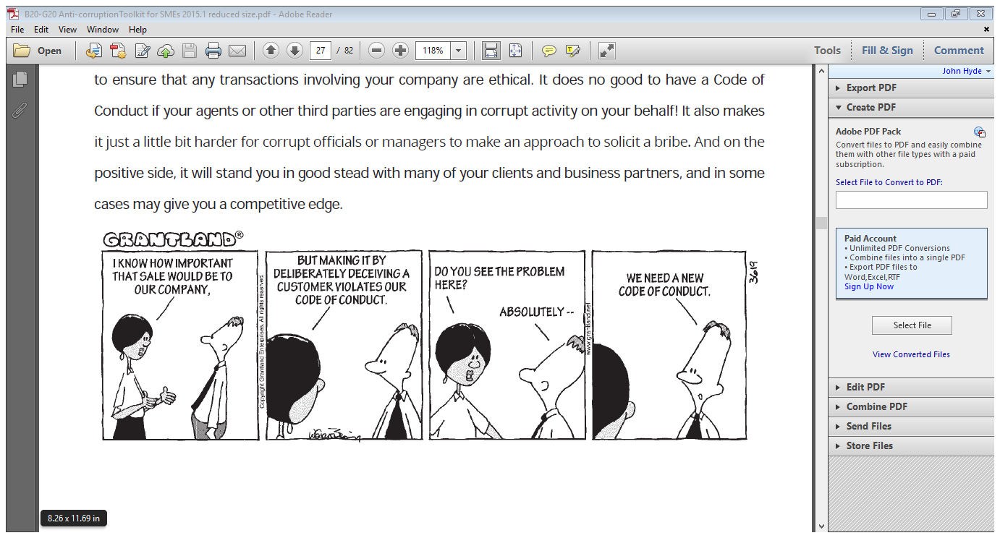 B20-G20 Anti-corruptionToolkit for SMEs 2015.1 reduced size.pdf - Adobe Reader
File Edit View Window Help
Open 27 / 82 118% Tools Fill & Sign Comment
to ensure that any transactions involving your company are ethical. It does no good to have a Code of
Conduct if your agents or other third parties are engaging in corrupt activity on your behalf! It also makes
it just a little bit harder for corrupt officials or managers to make an approach to solicit a bribe. And on the
positive side, it will stand you in good stead with many of your clients and business partners, and in some
cases may give you a competitive edge.
GRANTLAND®
I KNOW HOW IMPORTANT
THAT SALE WOULD BE TO
OUR COMPANY,
Copyright Grantland Enterprises. All rights reserved.
BUT MAKING IT BY
DELIBERATELY DECEIVING A
CUSTOMER VIOLATES OUR
CODE OF CONDUCT.
DO YOU SEE THE PROBLEM
HERE?
ABSOLUTELY --
www.grantland.net
WE NEED A NEW
CODE OF CONDUCT.
3619
8.26 x 11.69 in
John Hyde
Export PDF
Create PDF
Adobe PDF Pack
Convert files to PDF and easily combine
them with other file types with a paid
subscription.
Select File to Convert to PDF:
Paid Account
• Unlimited PDF Conversions
• Combine files into a single PDF
• Export PDF files to
Word,Excel,RTF
Sign Up Now
Select File
View Converted Files
Edit PDF
Combine PDF
Send Files
Store Files